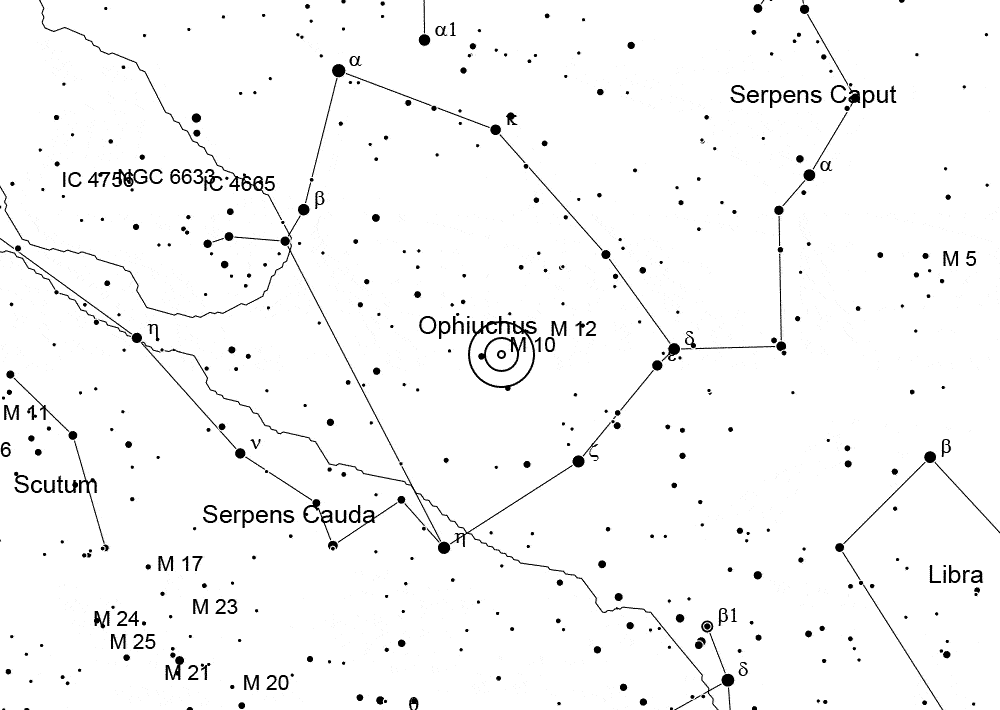 α1
α
Serpens Caput
κ
α
IC 4756
NGC 6633
IC 4665
β
M 5
Ophiuchus
M 12
η
M 10
δ
ε
M 11
ν
ζ
β
6
Scutum
Serpens Cauda
η
M 17
Libra
M 23
M 24
β1
M 25
M 21
δ
M 20
θ